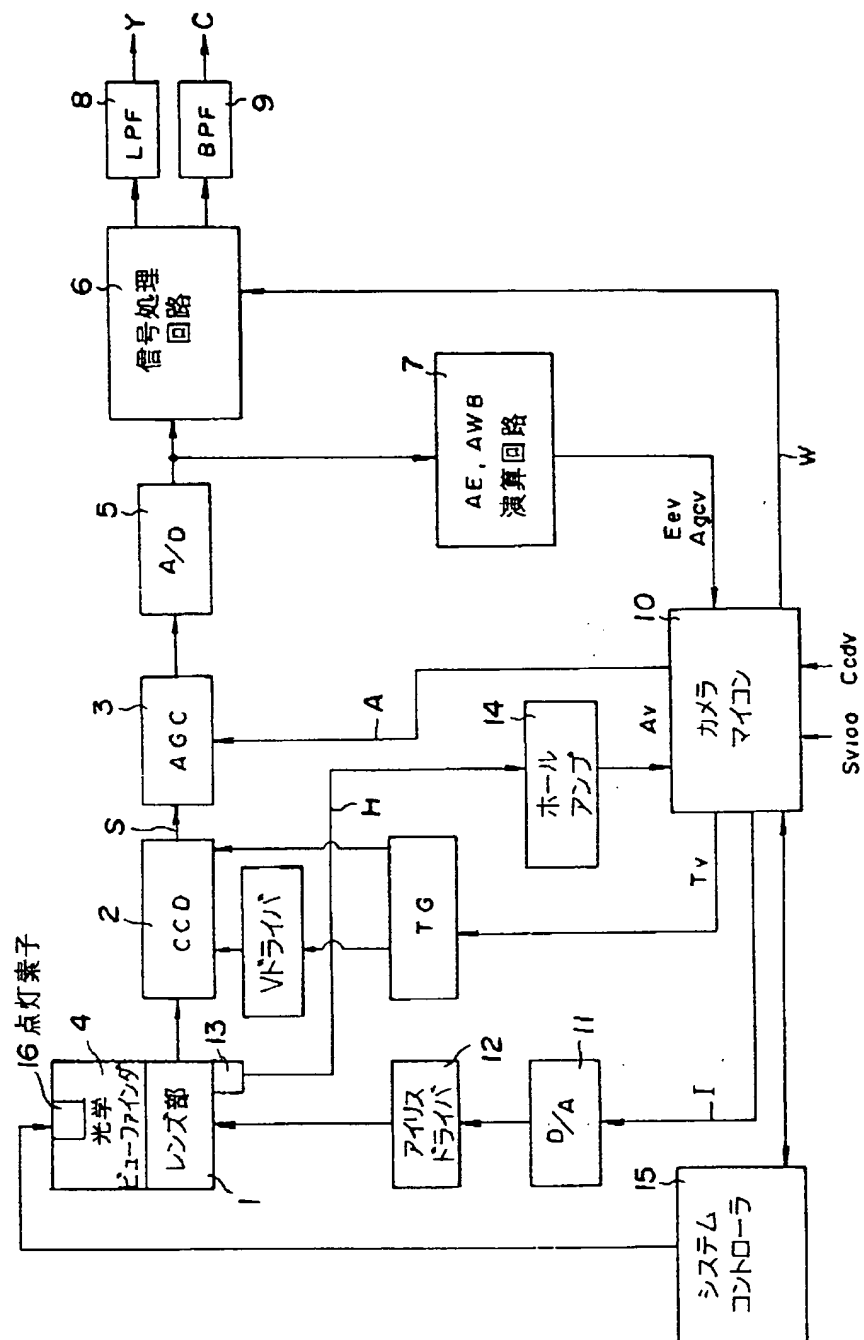 16 点灯素子
4
光学
ビューファインダ
レンズ部
1
13
2
CCD
S
3
AGC
5
A/D
6
信号処理
回路
8
LPF
Y
9
BPF
C
Vドライバ
TG
H
A
7
AE, AWB
演算回路
Eev
Agcv
W
14
ホール
アンプ
Av
Tv
10
カメラ
マイコン
Sv100
Ccdv
12
アイリス
ドライバ
11
D/A
I
15
システム
コントローラ